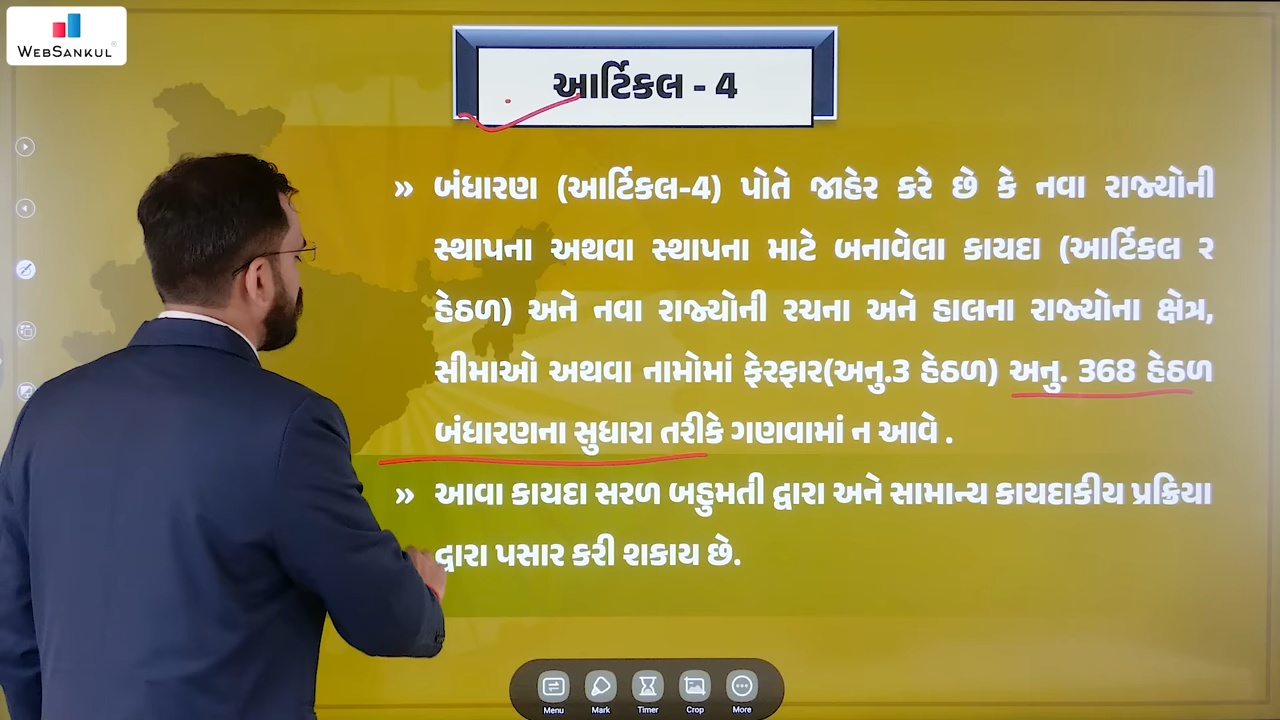 WEBSANKUL
આર્ટિકલ - 4
» બંધારણ (આર્ટિકલ-4) પોતે જાહેર કરે છે કે નવા રાજ્યોની
સ્થાપના અથવા સ્થાપના માટે બનાવેલા કાયદા (આર્ટિકલ ૨
હેઠળ) અને નવા રાજ્યોની રચના અને હાલના રાજ્યોના ક્ષેત્ર,
સીમાઓ અથવા નામોમાં ફેરફાર(અનુ.3 હેઠળ) અનુ. 368 હેઠળ
બંધારણના સુધારા તરીકે ગણવામાં ન આવે .
» આવા કાયદા સરળ બહુમતી દ્વારા અને સામાન્ય કાયદાકીય પ્રક્રિયા
દ્વારા પસાર કરી શકાય છે.
Menu Mark Timer Crop More